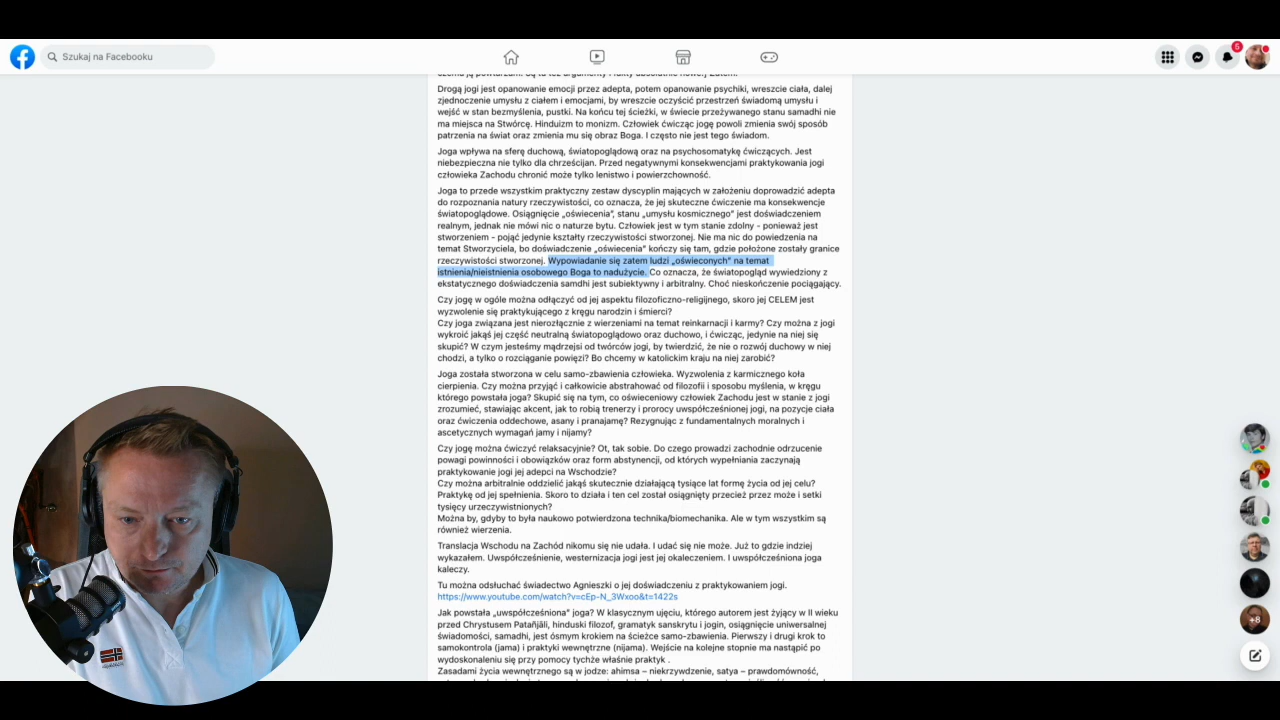 Szukaj na Facebooku
5
Drogą jogi jest opanowanie emocji przez adepta, potem opanowanie psychiki, wreszcie ciała, dalej
zjednoczenie umysłu z ciałem i emocjami, by wreszcie oczyścić przestrzeń świadomą umysłu i
wejść w stan bezmyślenia, pustki. Na końcu tej ścieżki, w świecie przeżywanego stanu samadhi nie
ma miejsca na Stwórcę. Hinduizm to monizm. Człowiek ćwicząc jogę powoli zmienia swój sposób
patrzenia na świat oraz zmienia mu się obraz Boga. I często nie jest tego świadom.
Joga wpływa na sferę duchową, światopoglądową oraz na psychosomatykę ćwiczących. Jest
niebezpieczna nie tylko dla chrześcijan. Przed negatywnymi konsekwencjami praktykowania jogi
człowieka Zachodu chronić może tylko lenistwo i powierzchowność.
Joga to przede wszystkim praktyczny zestaw dyscyplin mających w założeniu doprowadzić adepta
do rozpoznania natury rzeczywistości, co oznacza, że jej skuteczne ćwiczenie ma konsekwencje
światopoglądowe. Osiągnięcie „oświecenia", stanu „umysłu kosmicznego" jest doświadczeniem
realnym, jednak nie mówi nic o naturze bytu. Człowiek jest w tym stanie zdolny - ponieważ jest
stworzeniem - pojąć jedynie kształty rzeczywistości stworzonej. Nie ma nic do powiedzenia na
temat Stworzyciela, bo doświadczenie „oświecenia" kończy się tam, gdzie położone zostały granice
rzeczywistości stworzonej. Wypowiadanie się zatem ludzi „oświeconych" na temat
istnienia/nieistnienia osobowego Boga to nadużycie. Co oznacza, że światopogląd wywiedziony z
ekstatycznego doświadczenia samdhi jest subiektywny i arbitralny. Choć nieskończenie pociągający.
Czy jogę w ogóle można odłączyć od jej aspektu filozoficzno-religijnego, skoro jej CELEM jest
wyzwolenie się praktykującego z kręgu narodzin i śmierci?
Czy joga związana jest nierozłącznie z wierzeniami na temat reinkarnacji i karmy? Czy można z jogi
wykroić jakąś jej część neutralną światopoglądowo oraz duchowo, i ćwicząc, jedynie na niej się
skupić? W czym jesteśmy mądrzejsi od twórców jogi, by twierdzić, że nie o rozwój duchowy w niej
chodzi, a tylko o rozciąganie powięzi? Bo chcemy w katolickim kraju na niej zarobić?
Joga została stworzona w celu samo-zbawienia człowieka. Wyzwolenia z karmicznego koła
cierpienia. Czy można przyjąć i całkowicie abstrahować od filozofii i sposobu myślenia, w kręgu
którego powstała joga? Skupić się na tym, co oświeceniowy człowiek Zachodu jest w stanie z jogi
zrozumieć, stawiając akcent, jak to robią trenerzy i prorocy uwspółcześnionej jogi, na pozycje ciała
oraz ćwiczenia oddechowe, asany i pranajamę? Rezygnując z fundamentalnych moralnych i
ascetycznych wymagań jamy i nijamy?
Czy jogę można ćwiczyć relaksacyjnie? Ot, tak sobie. Do czego prowadzi zachodnie odrzucenie
powagi powinności i obowiązków oraz form abstynencji, od których wypełniania zaczynają
praktykowanie jogi jej adepci na Wschodzie?
Czy można arbitralnie oddzielić jakąś skutecznie działającą tysiące lat formę życia od jej celu?
Praktykę od jej spełnienia. Skoro to działa i ten cel został osiągnięty przecież przez może i setki
tysięcy urzeczywistnionych?
Można by, gdyby to była naukowo potwierdzona technika/biomechanika. Ale w tym wszystkim są
również wierzenia.
Translacja Wschodu na Zachód nikomu się nie udała. I udać się nie może. Już to gdzie indziej
wykazałem. Uwspółcześnienie, westernizacja jogi jest jej okaleczeniem. I uwspółcześniona joga
kaleczy.
Tu można odsłuchać świadectwo Agnieszki o jej doświadczeniu z praktykowaniem jogi.
https://www.youtube.com/watch?v=cEp-N_3Wxoo&t=1422s
Jak powstała „uwspółcześniona" joga? W klasycznym ujęciu, którego autorem jest żyjący w II wieku
przed Chrystusem Patañjāli, hinduski filozof, gramatyk sanskrytu i jogin, osiągnięcie uniwersalnej
świadomości, samadhi, jest ósmym krokiem na ścieżce samo-zbawienia. Pierwszy i drugi krok to
samokontrola (jama) i praktyki wewnętrzne (nijama). Wejście na kolejne stopnie ma nastąpić po
wydoskonaleniu się przy pomocy tychże właśnie praktyk .
Zasadami życia wewnętrznego są w jodze: ahimsa – niekrzywdzenie, satya – prawdomówność,
+8